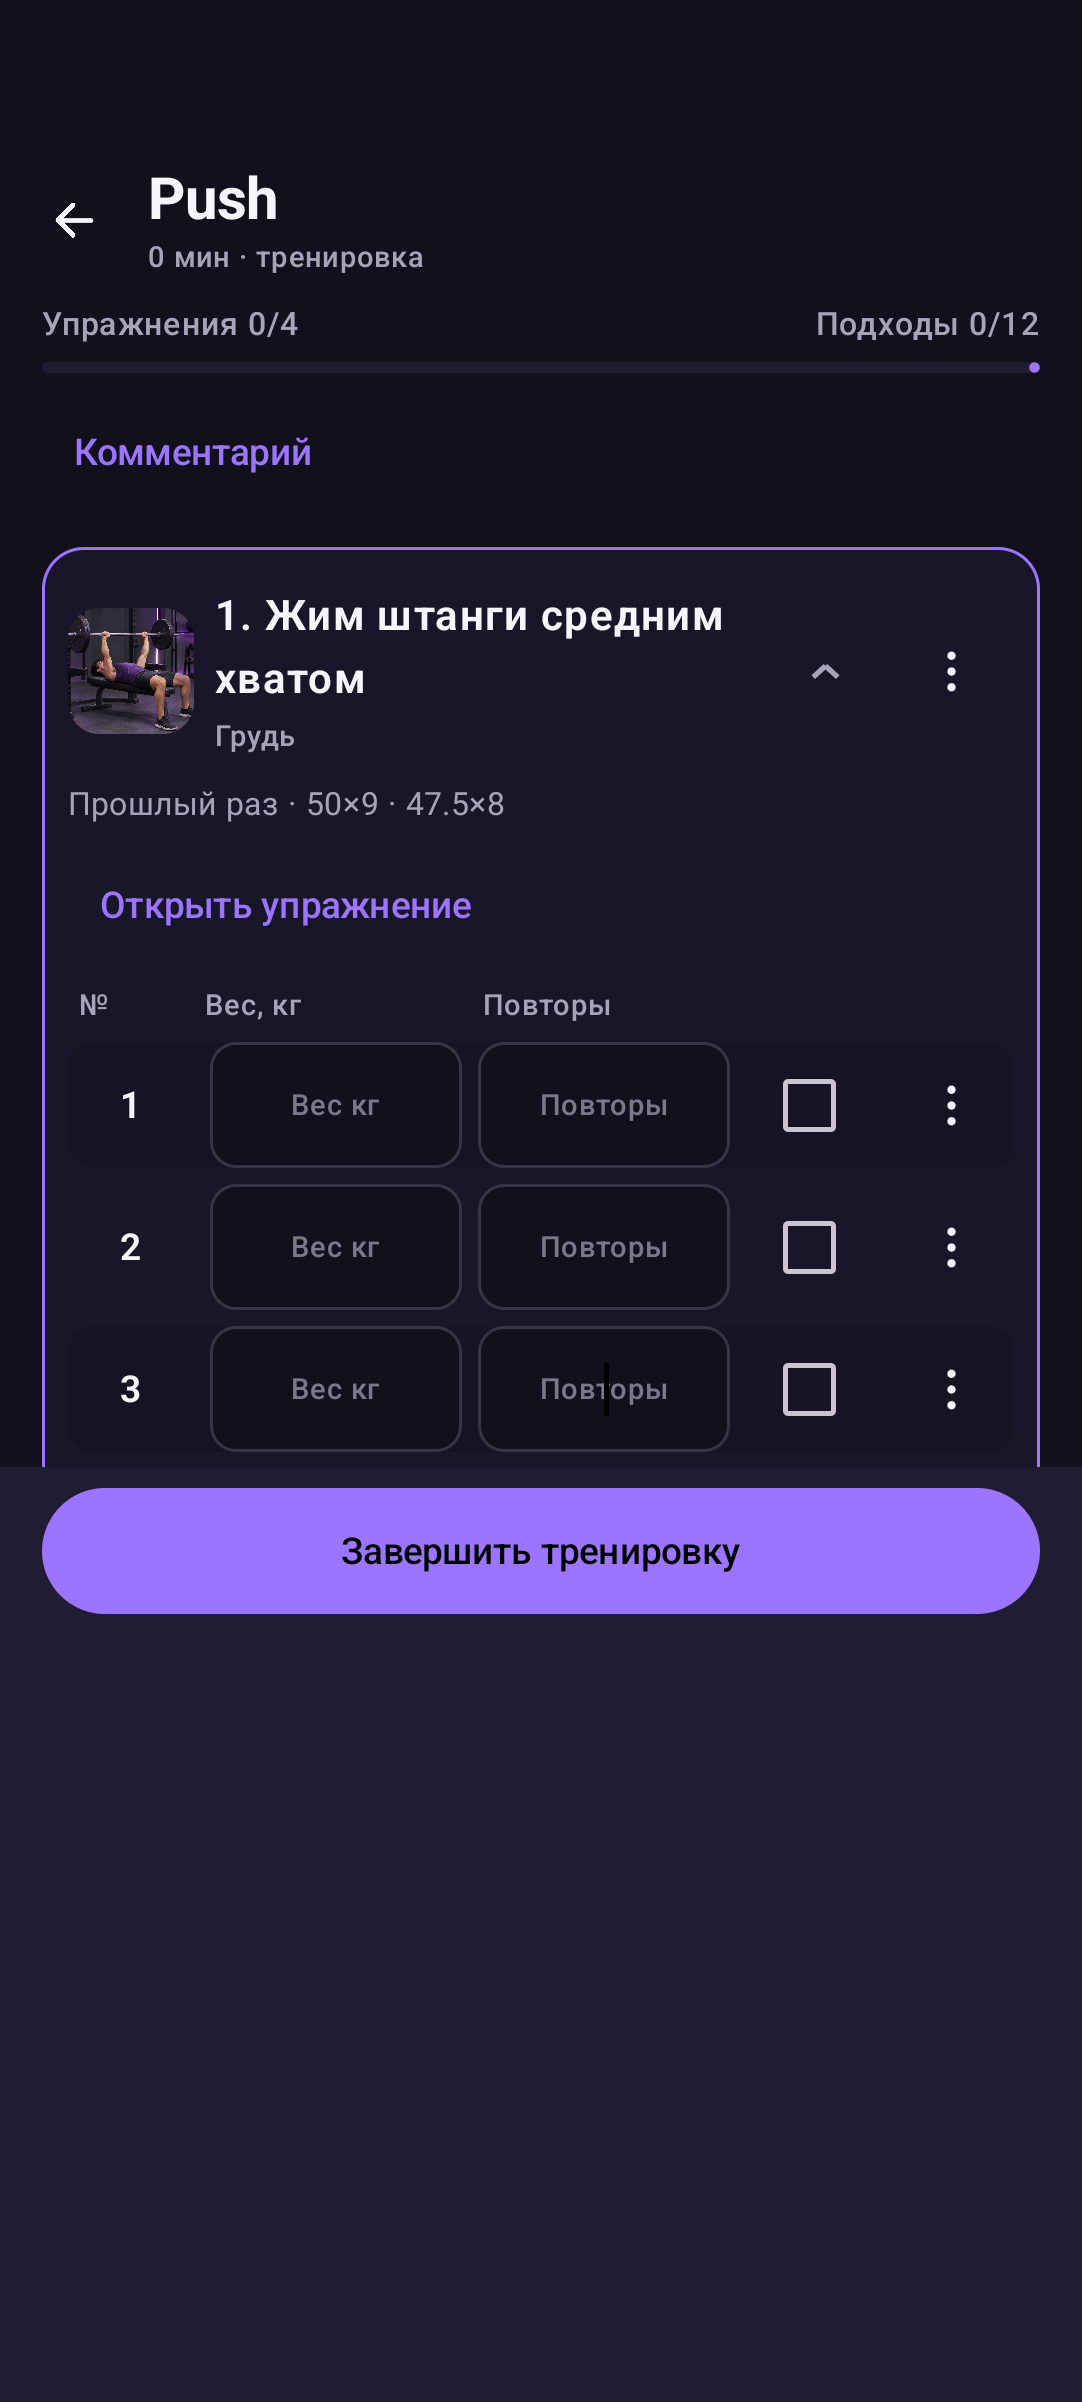 Push
0 мин · тренировка
Упражнения 0/4
Подходы 0/12
Комментарий
1. Жим штанги средним
хватом
Грудь
Прошлый раз · 50×9 · 47.5×8
Открыть упражнение
№ Вес, кг Повторы
1 Вес кг Повторы
2 Вес кг Повторы
3 Вес кг Повторы
Завершить тренировку